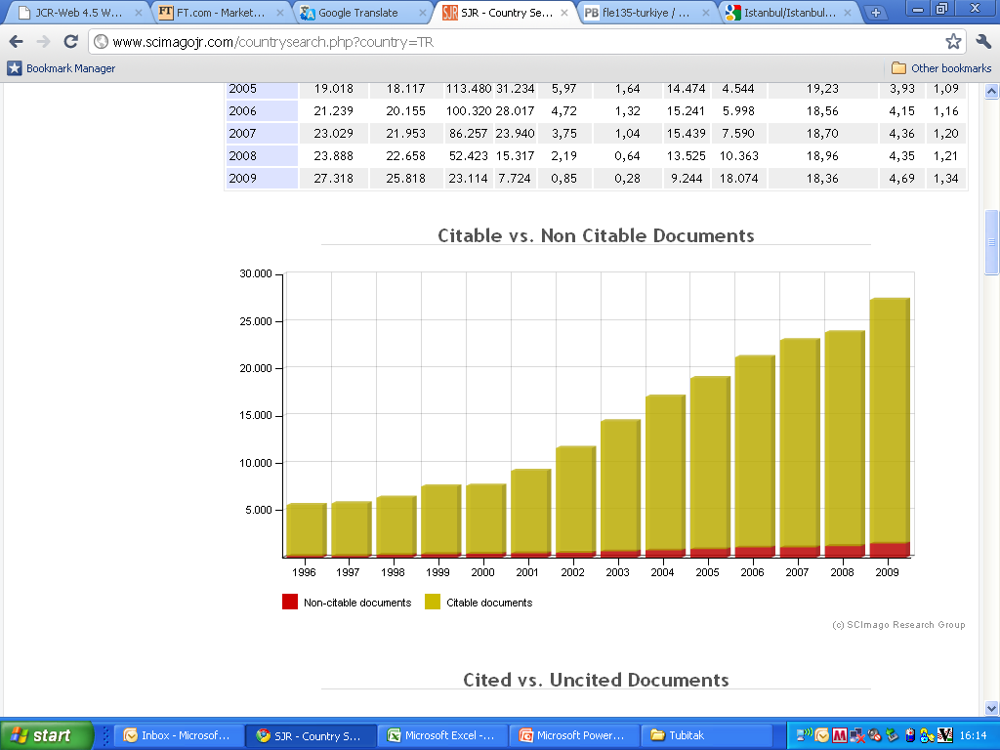 JCR-Web 4.5 W...
FT FT.com - Market...
Google Translate
SJR SJR - Country Se...
PB fle135-turkiye / ...
Istanbul/Istanbul...
www.scimagojr.com/countrysearch.php?country=TR
Bookmark Manager
Other bookmarks
2005 19.018 18.117 113.480 31.234 5,97 1,64 14.474 4.544 19,23 3,93 1,09
2006 21.239 20.155 100.320 28.017 4,72 1,32 15.241 5.998 18,56 4,15 1,16
2007 23.029 21.953 86.257 23.940 3,75 1,04 15.439 7.590 18,70 4,36 1,20
2008 23.888 22.658 52.423 15.317 2,19 0,64 13.525 10.363 18,96 4,35 1,21
2009 27.318 25.818 23.114 7.724 0,85 0,28 9.244 18.074 18,36 4,69 1,34
Citable vs. Non Citable Documents
30.000
25.000
20.000
15.000
10.000
5.000
1996 1997 1998 1999 2000 2001 2002 2003 2004 2005 2006 2007 2008 2009
Non-citable documents Citable documents
(c) SCImago Research Group
Cited vs. Uncited Documents
start
Inbox - Microsof...
SJR - Country S...
Microsoft Excel -...
Microsoft Power...
Tubitak
16:14